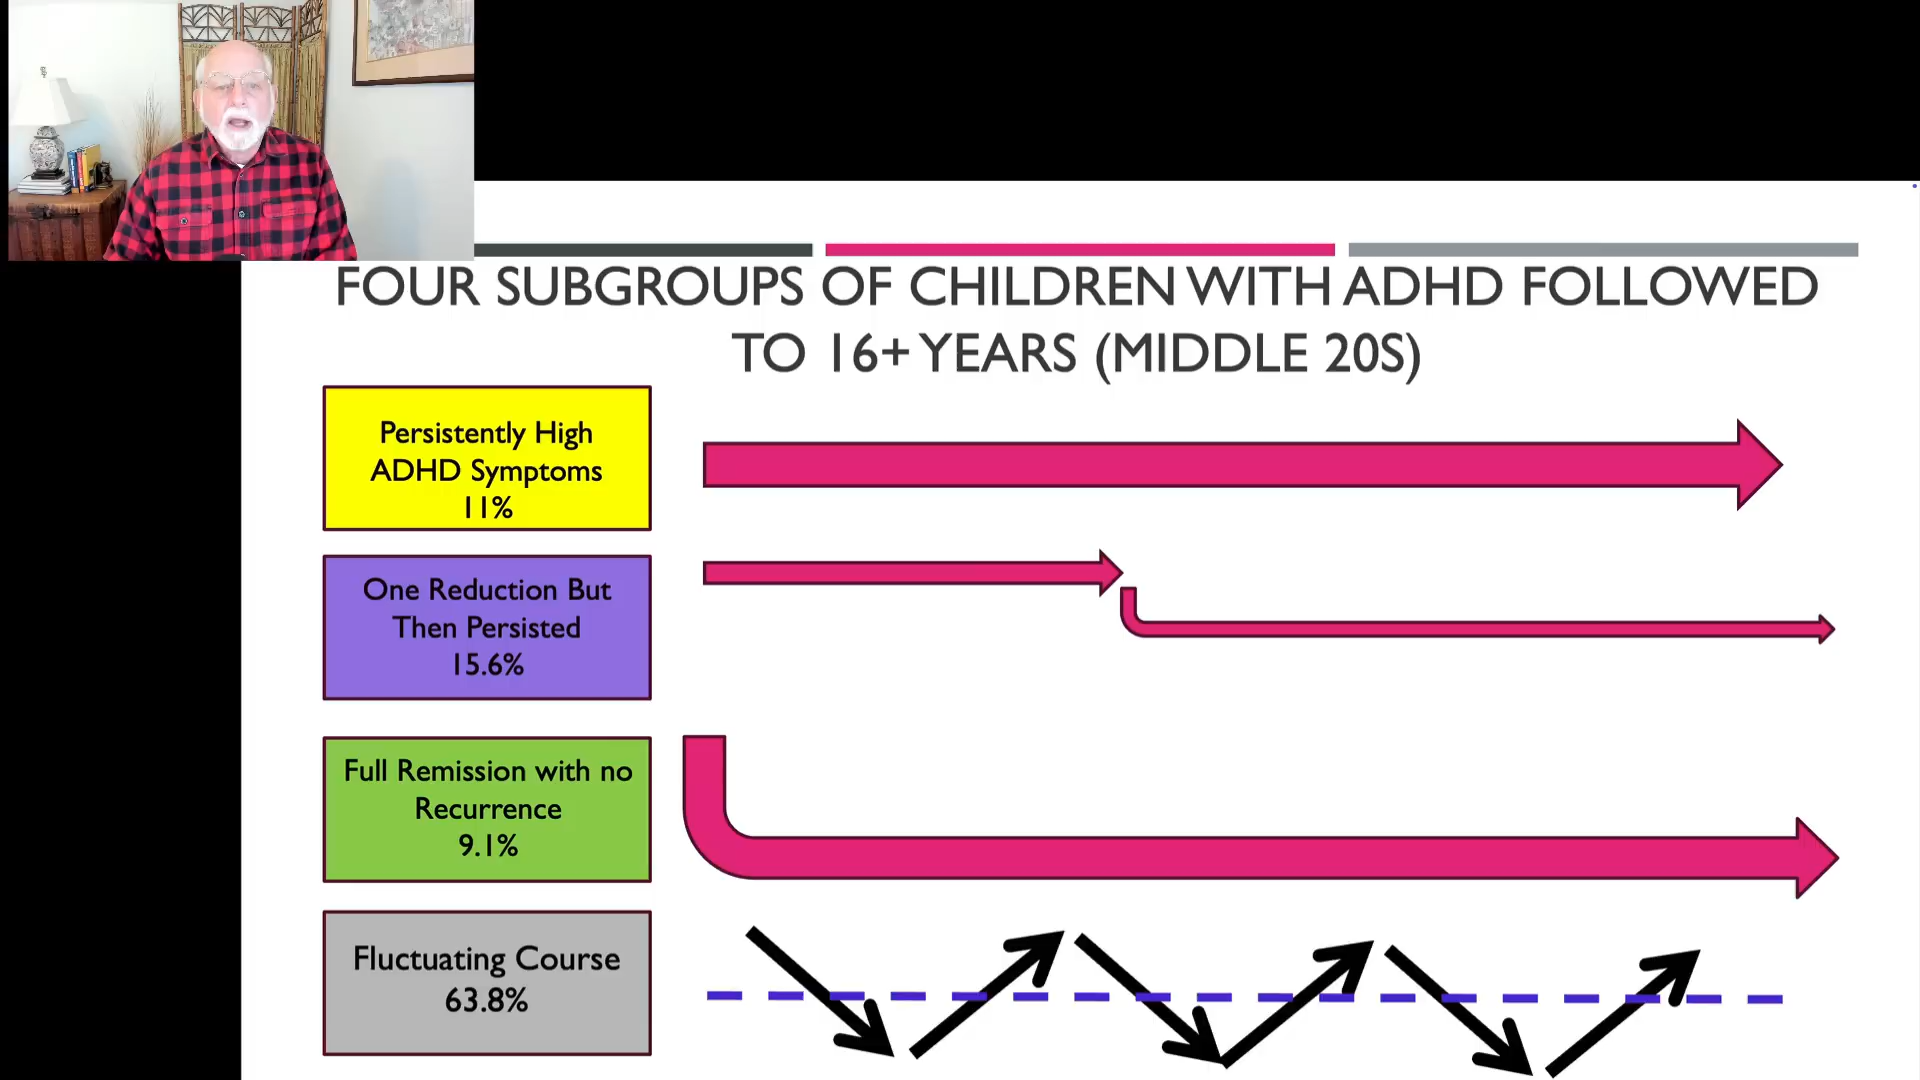 FOUR SUBGROUPS OF CHILDREN WITH ADHD FOLLOWED
TO 16+ YEARS (MIDDLE 20S)
Persistently High
ADHD Symptoms
11%
One Reduction But
Then Persisted
15.6%
Full Remission with no
Recurrence
9.1%
Fluctuating Course
63.8%